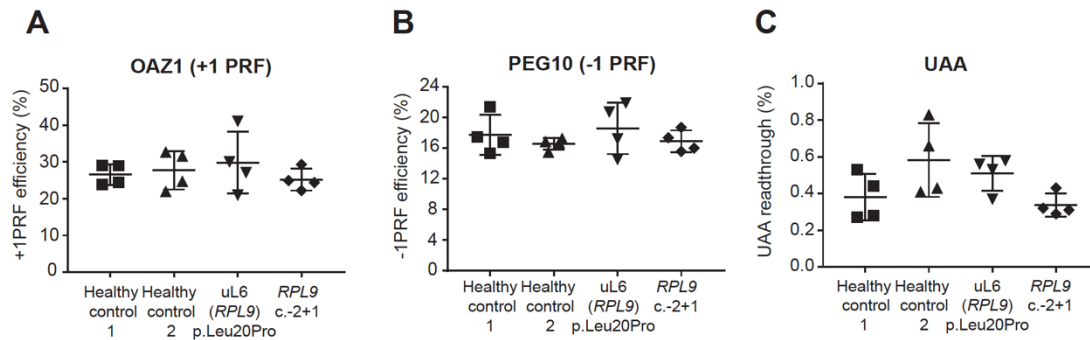 A
OAZ1 (+1 PRF)
+1PRF efficiency (%)
50
40
30
20
10
0
Healthy
control
1
Healthy
control
2
uL6
(RPL9)
p.Leu20Pro
RPL9
c.-2+1
B
PEG10 (-1 PRF)
-1PRF efficiency (%)
24
20
16
12
8
4
0
Healthy
control
1
Healthy
control
2
uL6
(RPL9)
p.Leu20Pro
RPL9
c.-2+1
C
UAA
UAA readthrough (%)
1.0
0.8
0.6
0.4
0.2
0.0
Healthy
control
1
Healthy
control
2
uL6
(RPL9)
p.Leu20Pro
RPL9
c.-2+1